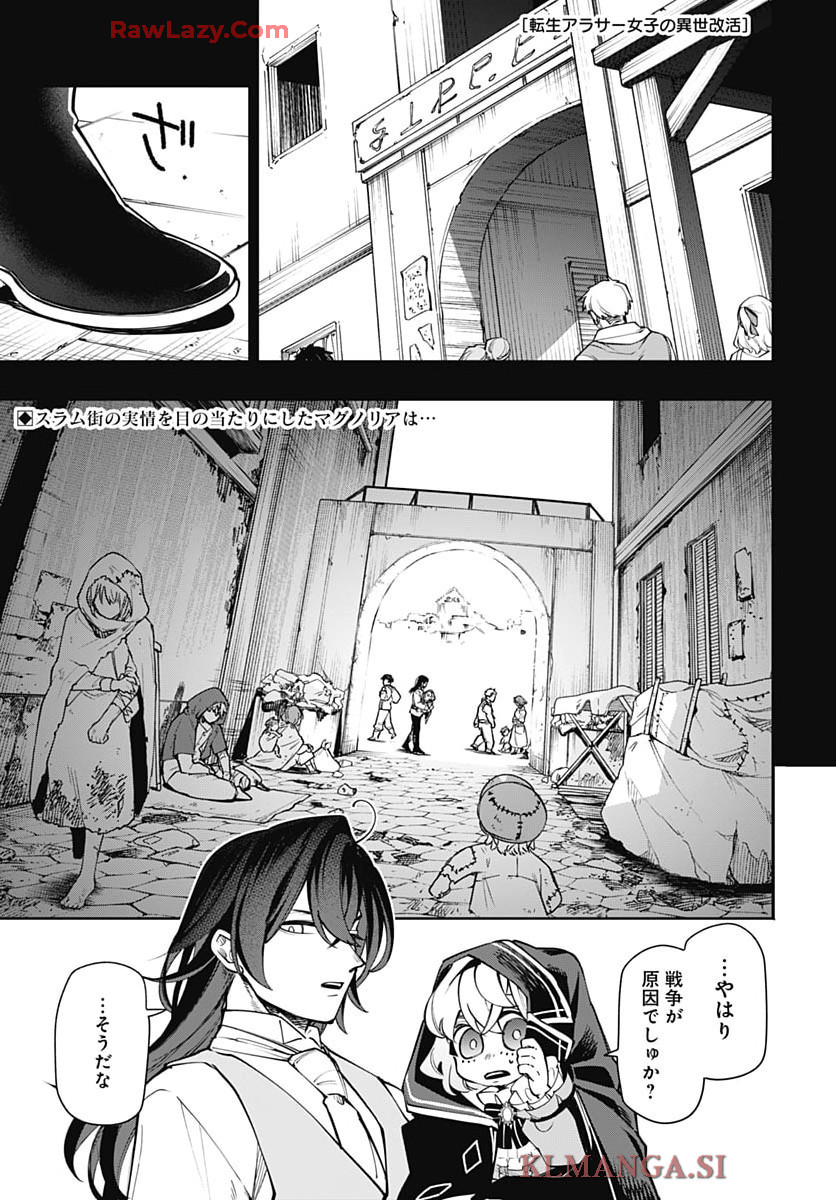 RawLazy.Com
［転生アラサー女子の異世改活］
ザッ
◆スラム街の実情を目の当たりにしたマグノリアは…
…やはり
戦争が
原因でしゅか？
…そうだな
KLMANGA.SI